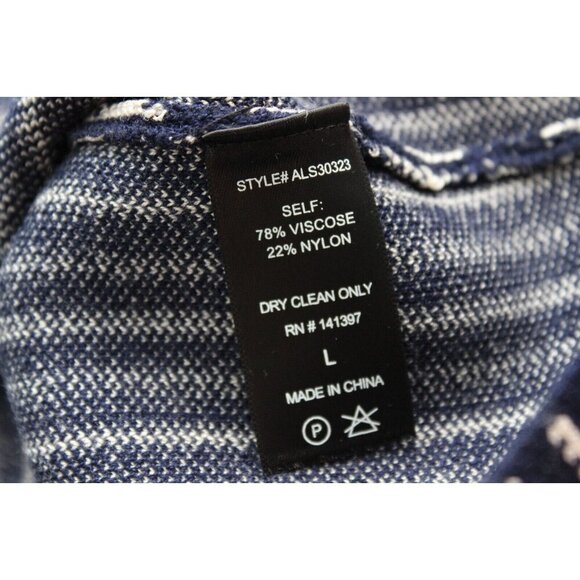 STYLE# ALS30323
SELF:
78% VISCOSE
22% NYLON
DRY CLEAN ONLY
RN # 141397
L
MADE IN CHINA
P